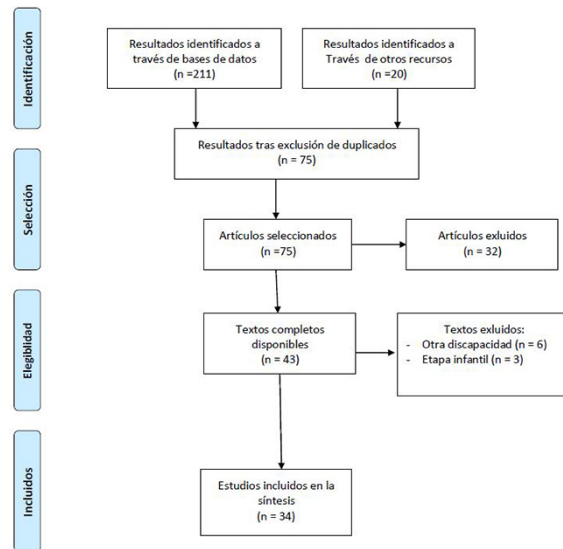 Identificación
Resultados identificados a
través de bases de datos
(n =211)
Resultados identificados a
Través de otros recursos
(n =20)
Resultados tras exclusión de duplicados
(n = 75)
Selección
Artículos seleccionados
(n =75)
Artículos exluidos
(n = 32)
Elegiblidad
Textos completos
disponibles
(n = 43)
Textos exluidos:
- Otra discapacidad (n = 6)
- Etapa infantil (n = 3)
Incluidos
Estudios incluidos en la
síntesis
(n = 34)